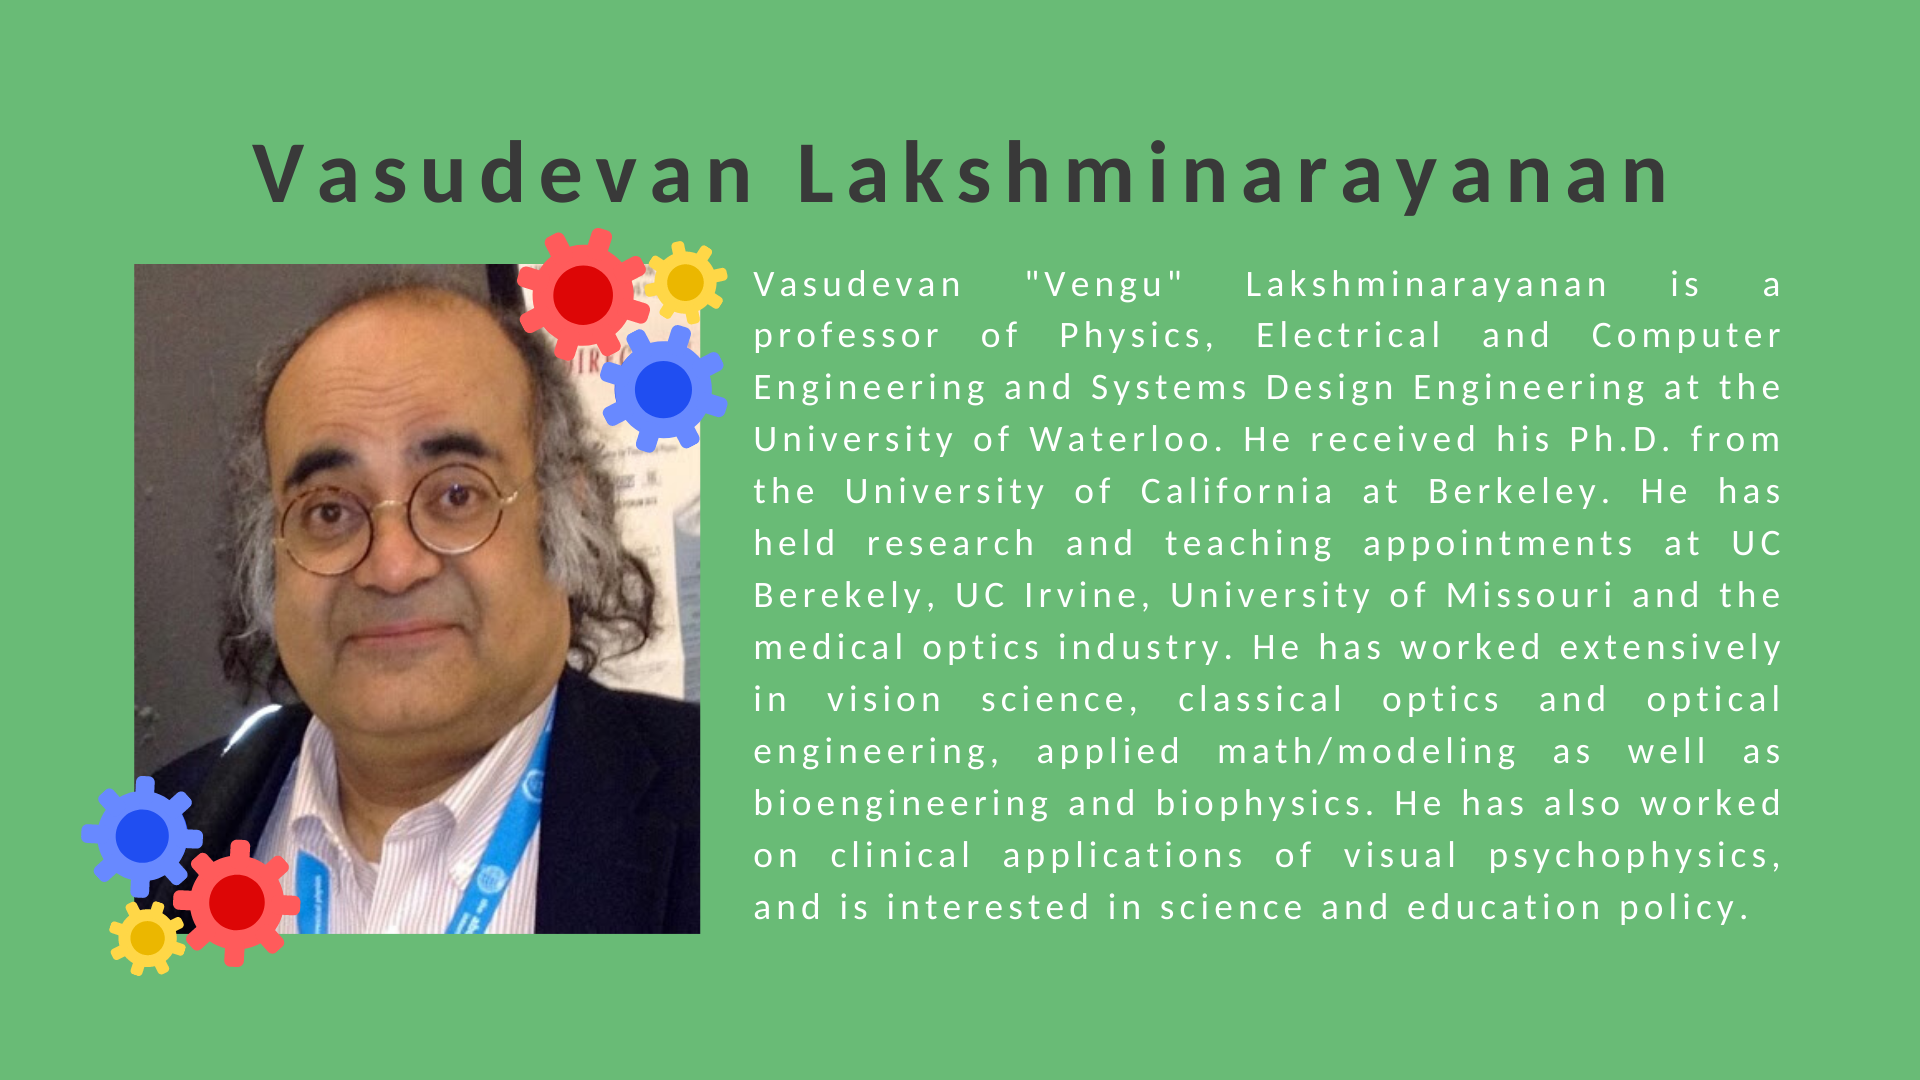 Vasudevan Lakshminarayanan
Vasudevan "Vengu" Lakshminarayanan is a
professor of Physics, Electrical and Computer
Engineering and Systems Design Engineering at the
University of Waterloo. He received his Ph.D. from
the University of California at Berkeley. He has
held research and teaching appointments at UC
Berekely, UC Irvine, University of Missouri and the
medical optics industry. He has worked extensively
in vision science, classical optics and optical
engineering, applied math/modeling as well as
bioengineering and biophysics. He has also worked
on clinical applications of visual psychophysics,
and is interested in science and education policy.